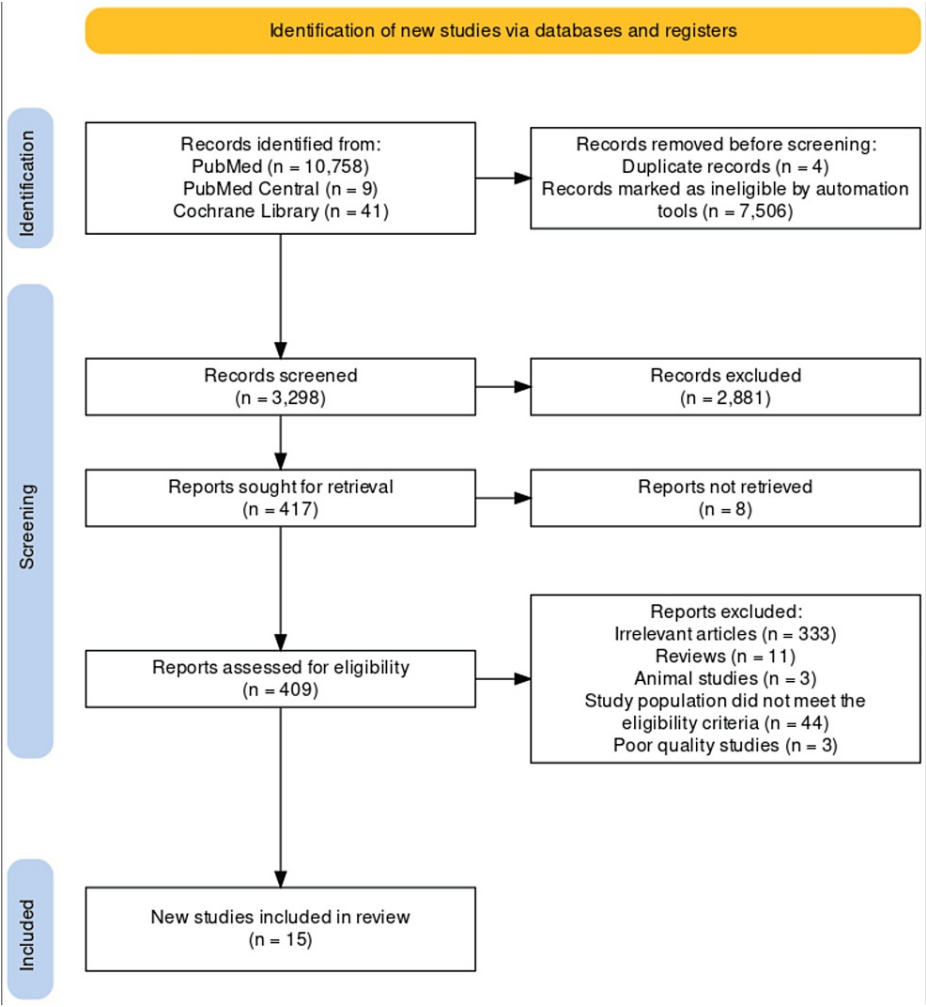 Identification of new studies via databases and registers
Identification
Records identified from:
PubMed (n = 10,758)
PubMed Central (n = 9)
Cochrane Library (n = 41)
Records removed before screening:
Duplicate records (n = 4)
Records marked as ineligible by automation
tools (n = 7,506)
Screening
Records screened
(n = 3,298)
Records excluded
(n = 2,881)
Reports sought for retrieval
(n = 417)
Reports not retrieved
(n = 8)
Reports assessed for eligibility
(n = 409)
Reports excluded:
Irrelevant articles (n = 333)
Reviews (n = 11)
Animal studies (n = 3)
Study population did not meet the
eligibility criteria (n = 44)
Poor quality studies (n = 3)
Included
New studies included in review
(n = 15)